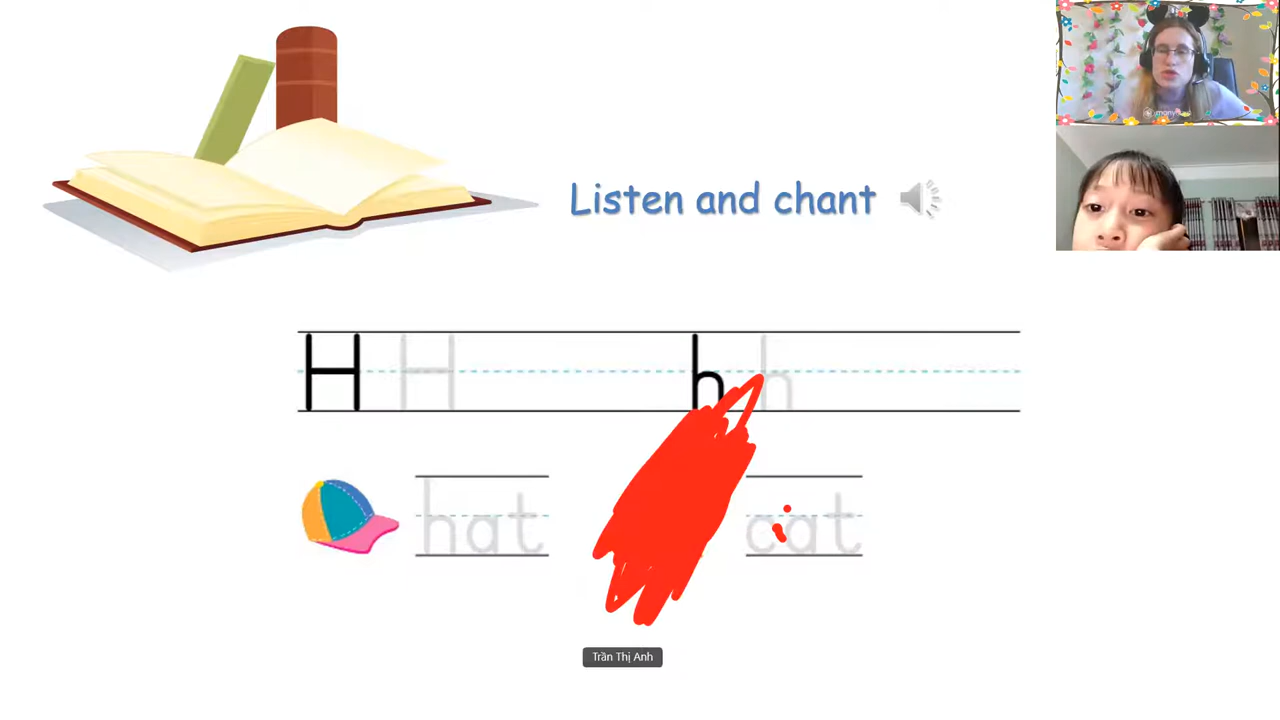 Listen and chant
H H h h
hat cat
Trần Thị Anh